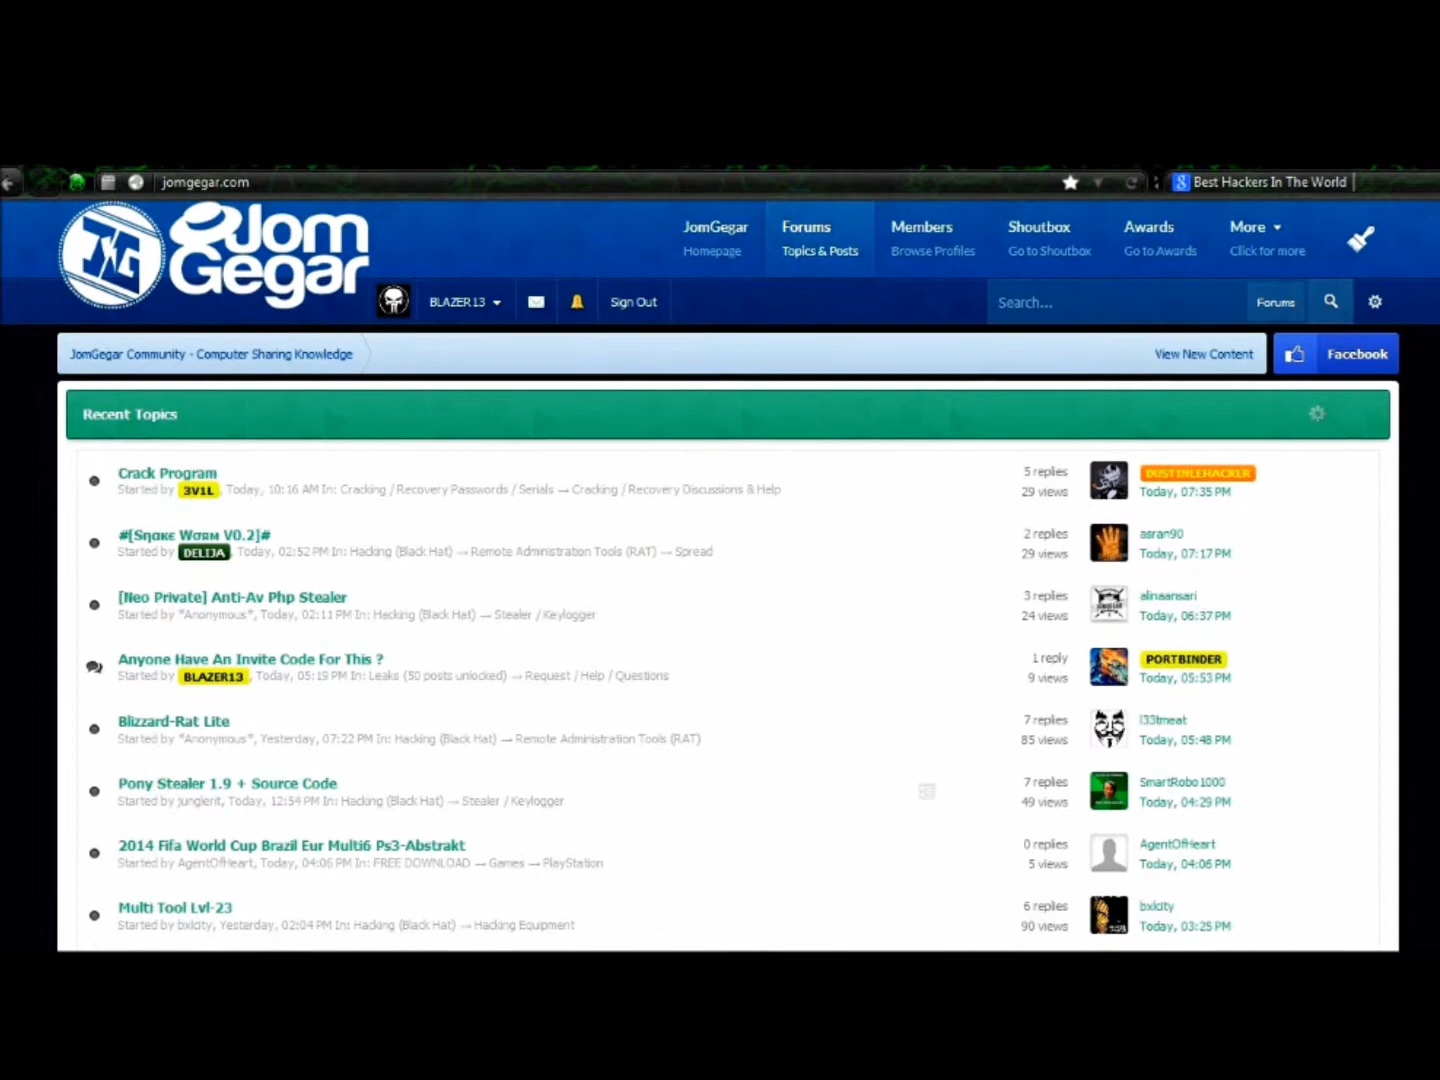 jomgegar.com
Best Hackers In The World
Jom
Gegar
JG
JomGegar
Homepage
Forums
Topics & Posts
Members
Browse Profiles
Shoutbox
Go to Shoutbox
Awards
Go to Awards
More
Click for more
BLAZER13
Sign Out
Search...
Forums
JomGegar Community - Computer Sharing Knowledge
View New Content
Facebook
Recent Topics
Crack Program
Started by 3V1L, Today, 10:16 AM In: Cracking / Recovery Passwords / Serials → Cracking / Recovery Discussions & Help
5 replies
29 views
DUSTINLEHACKER
Today, 07:35 PM
#[Sηαкε Wσям V0.2]#
Started by DELIJA, Today, 02:52 PM In: Hacking (Black Hat) → Remote Administration Tools (RAT) → Spread
2 replies
29 views
asran90
Today, 07:17 PM
[Neo Private] Anti-Av Php Stealer
Started by *Anonymous*, Today, 02:11 PM In: Hacking (Black Hat) → Stealer / Keylogger
3 replies
24 views
alinaansari
Today, 06:37 PM
Anyone Have An Invite Code For This ?
Started by BLAZER13, Today, 05:19 PM In: Leaks (50 posts unlocked) → Request / Help / Questions
1 reply
9 views
PORTBINDER
Today, 05:53 PM
Blizzard-Rat Lite
Started by *Anonymous*, Yesterday, 07:22 PM In: Hacking (Black Hat) → Remote Administration Tools (RAT)
7 replies
85 views
l33tmeat
Today, 05:48 PM
Pony Stealer 1.9 + Source Code
Started by junglerit, Today, 12:54 PM In: Hacking (Black Hat) → Stealer / Keylogger
7 replies
49 views
SmartRobo1000
Today, 04:29 PM
2014 Fifa World Cup Brazil Eur Multi6 Ps3-Abstrakt
Started by AgentOfHeart, Today, 04:06 PM In: FREE DOWNLOAD → Games → PlayStation
0 replies
5 views
AgentOfHeart
Today, 04:06 PM
Multi Tool Lvl-23
Started by bxlcity, Yesterday, 02:04 PM In: Hacking (Black Hat) → Hacking Equipment
6 replies
90 views
bxlcity
Today, 03:25 PM